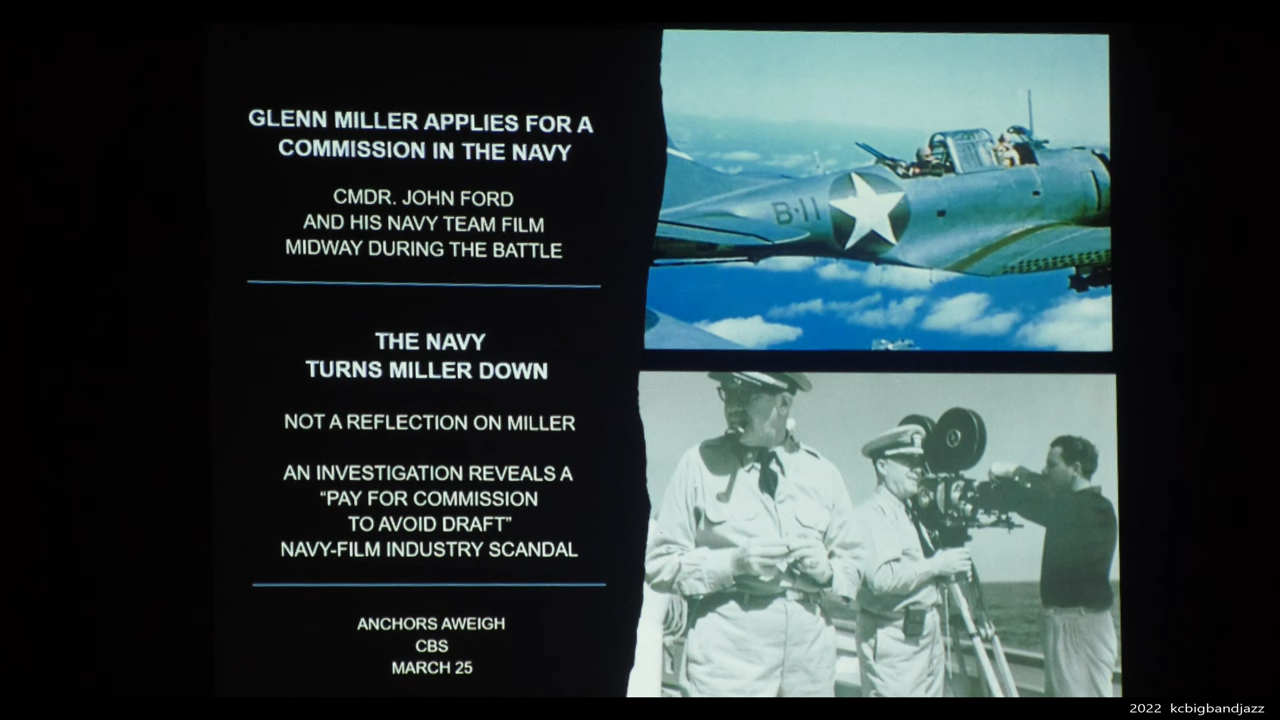 GLENN MILLER APPLIES FOR A
COMMISSION IN THE NAVY
CMDR. JOHN FORD
AND HIS NAVY TEAM FILM
MIDWAY DURING THE BATTLE
THE NAVY
TURNS MILLER DOWN
NOT A REFLECTION ON MILLER
AN INVESTIGATION REVEALS A
“PAY FOR COMMISSION
TO AVOID DRAFT”
NAVY-FILM INDUSTRY SCANDAL
ANCHORS AWEIGH
CBS
MARCH 25
B-11
2022 kcbigbandjazz